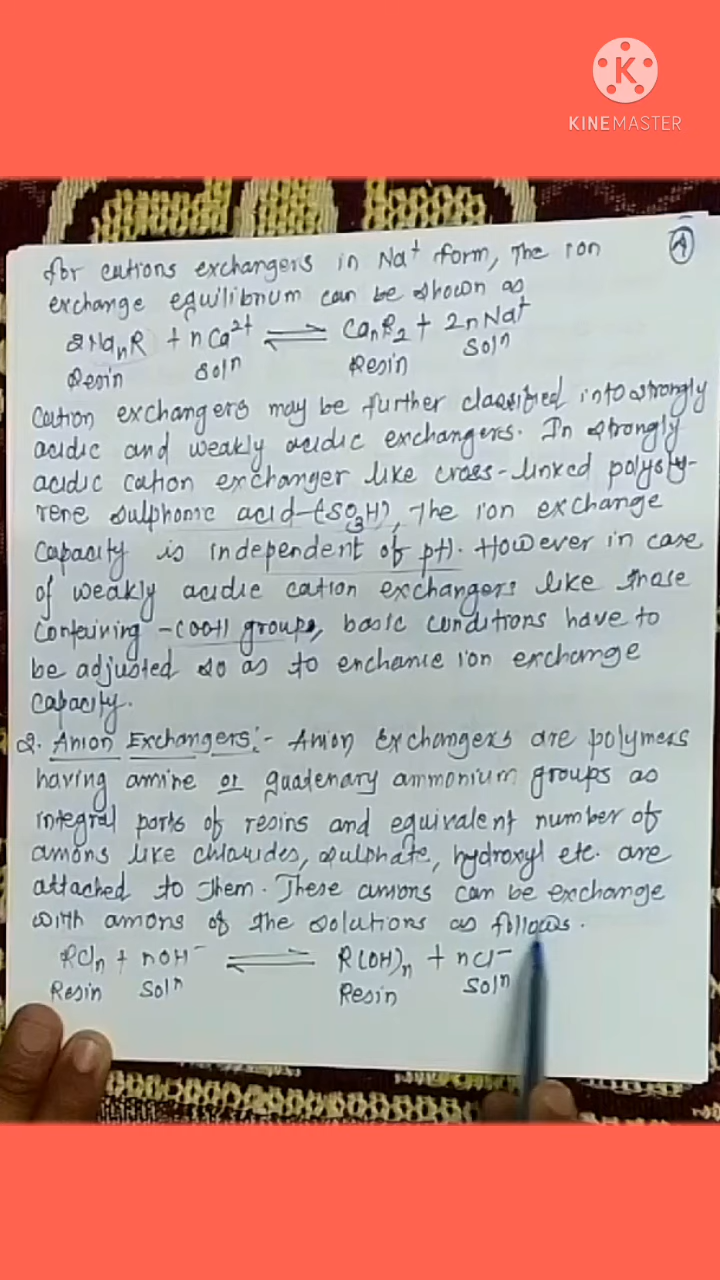 KINEMASTER
4
for cations exchangers in Na⁺ form, The ion
exchange equilibrium can be shown as
2NanR + nCa²⁺ ⇌ CanR2 + 2nNa⁺
Resin Solⁿ Resin Solⁿ
Cation exchangers may be further classified into strongly
acidic and weakly acidic exchangers. In strongly
acidic cation exchanger like cross-linked polysty-
rene sulphonic acid-(SO3H), The ion exchange
capacity is independent of pH. However in case
of weakly acidic cation exchangers like those
containing -COOH groups, basic conditions have to
be adjusted so as to enchance ion exchange
capacity.
2. Anion Exchangers:- Anion Exchangers are polymers
having amine or quatenary ammonium groups as
integral parts of resins and equivalent number of
anions like chlorides, sulphate, hydroxyl etc. are
attached to them. These anions can be exchange
with anions of the solutions as follows.
RCln + nOH⁻ ⇌ R(OH)n + nCl⁻
Resin Solⁿ Resin Solⁿ